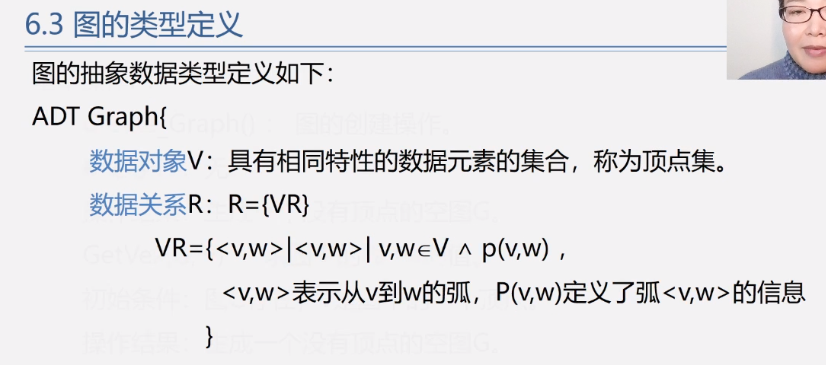 6.3 图的类型定义
图的抽象数据类型定义如下：
ADT Graph{
数据对象V：具有相同特性的数据元素的集合，称为顶点集。
数据关系R：R={VR}
VR={<v,w>|<v,w>| v,w∈V ∧ p(v,w) ，
<v,w>表示从v到w的弧，P(v,w)定义了弧<v,w>的信息
}